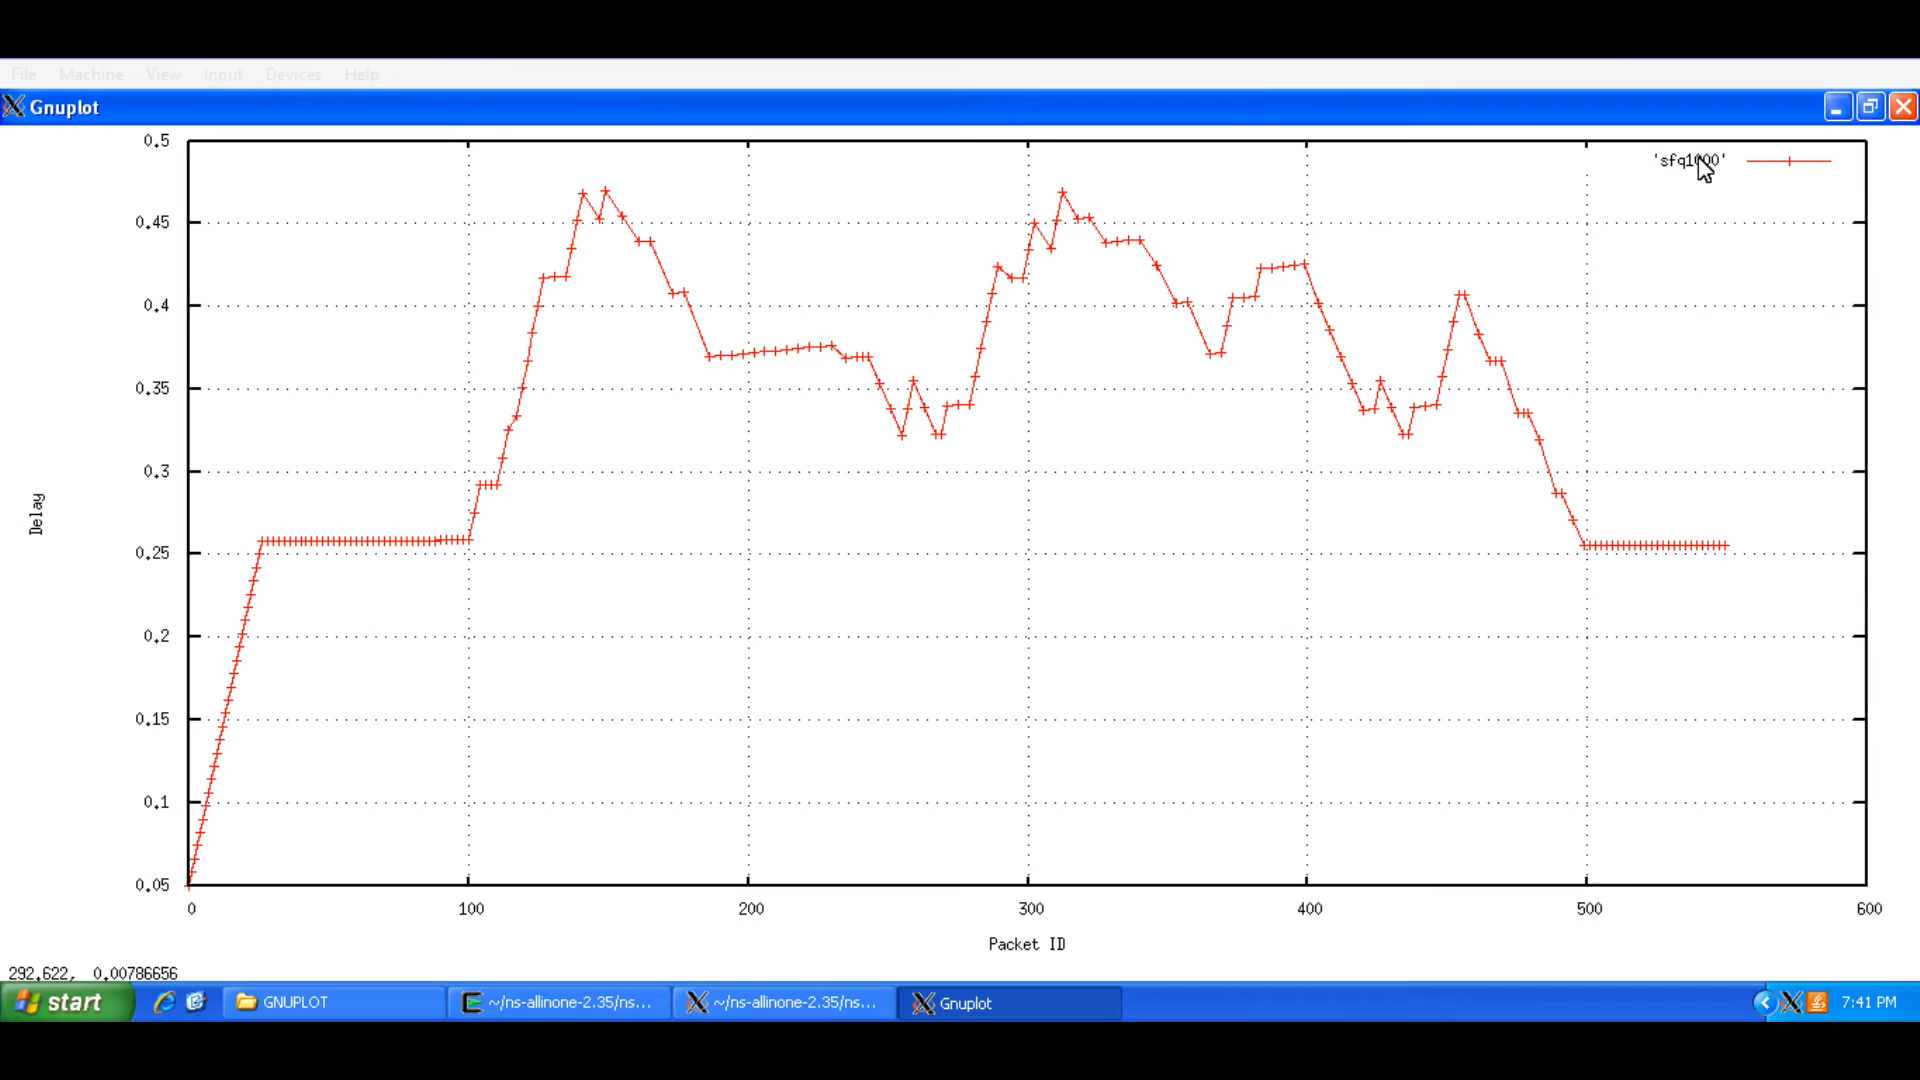 File Machine View Input Devices Help
Gnuplot
0.5
'sfq1000'
0.45
0.4
0.35
0.3
Delay
0.25
0.2
0.15
0.1
0.05
0 100 200 300 400 500 600
Packet ID
292.622, 0.00786656
start GNUPLOT ~/ns-allinone-2.35/ns... ~/ns-allinone-2.35/ns... Gnuplot 7:41 PM